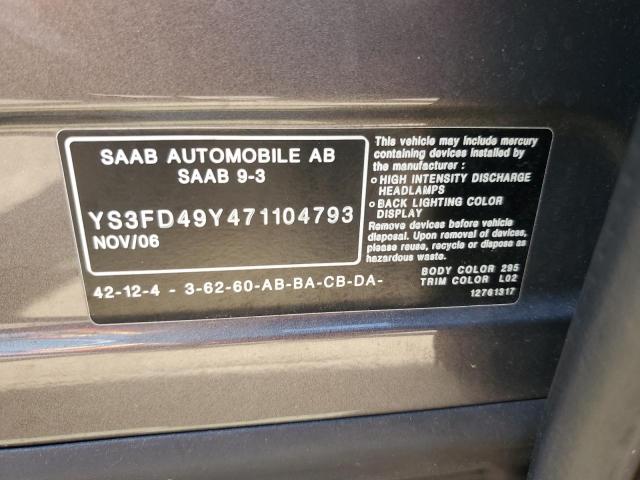 SAAB AUTOMOBILE AB
SAAB 9-3
YS3FD49Y471104793
NOV/06
42-12-4 - 3-62-60-AB-BA-CB-DA-
This vehicle may include mercury
containing devices installed by
the manufacturer:
o HIGH INTENSITY DISCHARGE
HEADLAMPS
o BACK LIGHTING COLOR
DISPLAY
Remove devices before vehicle
disposal. Upon removal of devices,
please reuse, recycle or dispose as
hazardous waste.
BODY COLOR 295
TRIM COLOR L02
12761317